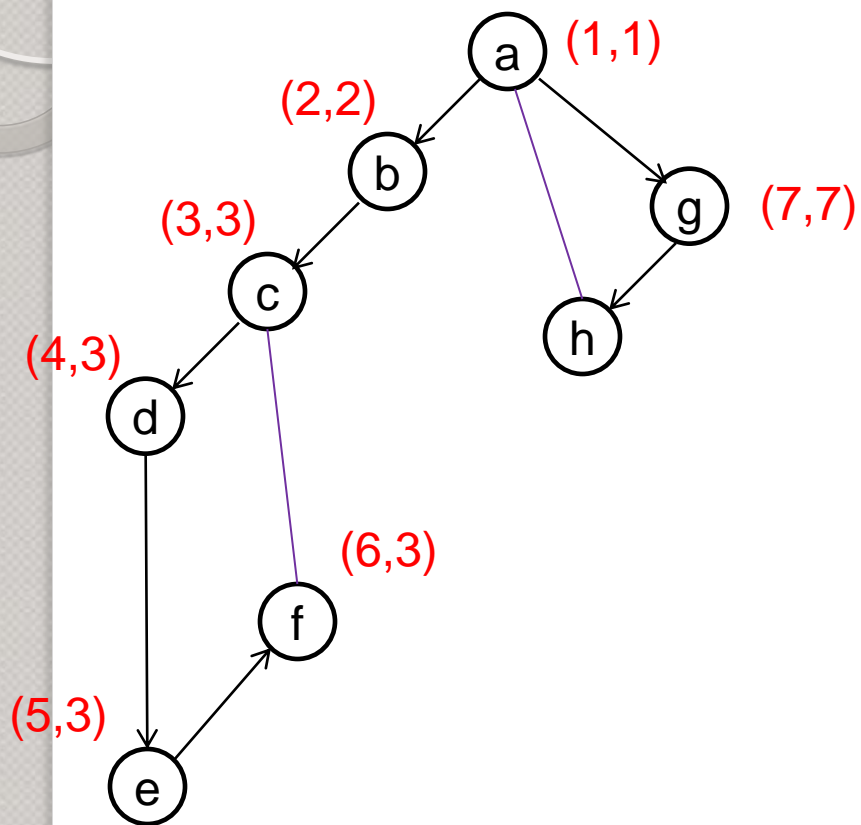 a (1,1)
(2,2)
b
g (7,7)
(3,3)
c
h
(4,3)
d
(6,3)
f
(5,3)
e